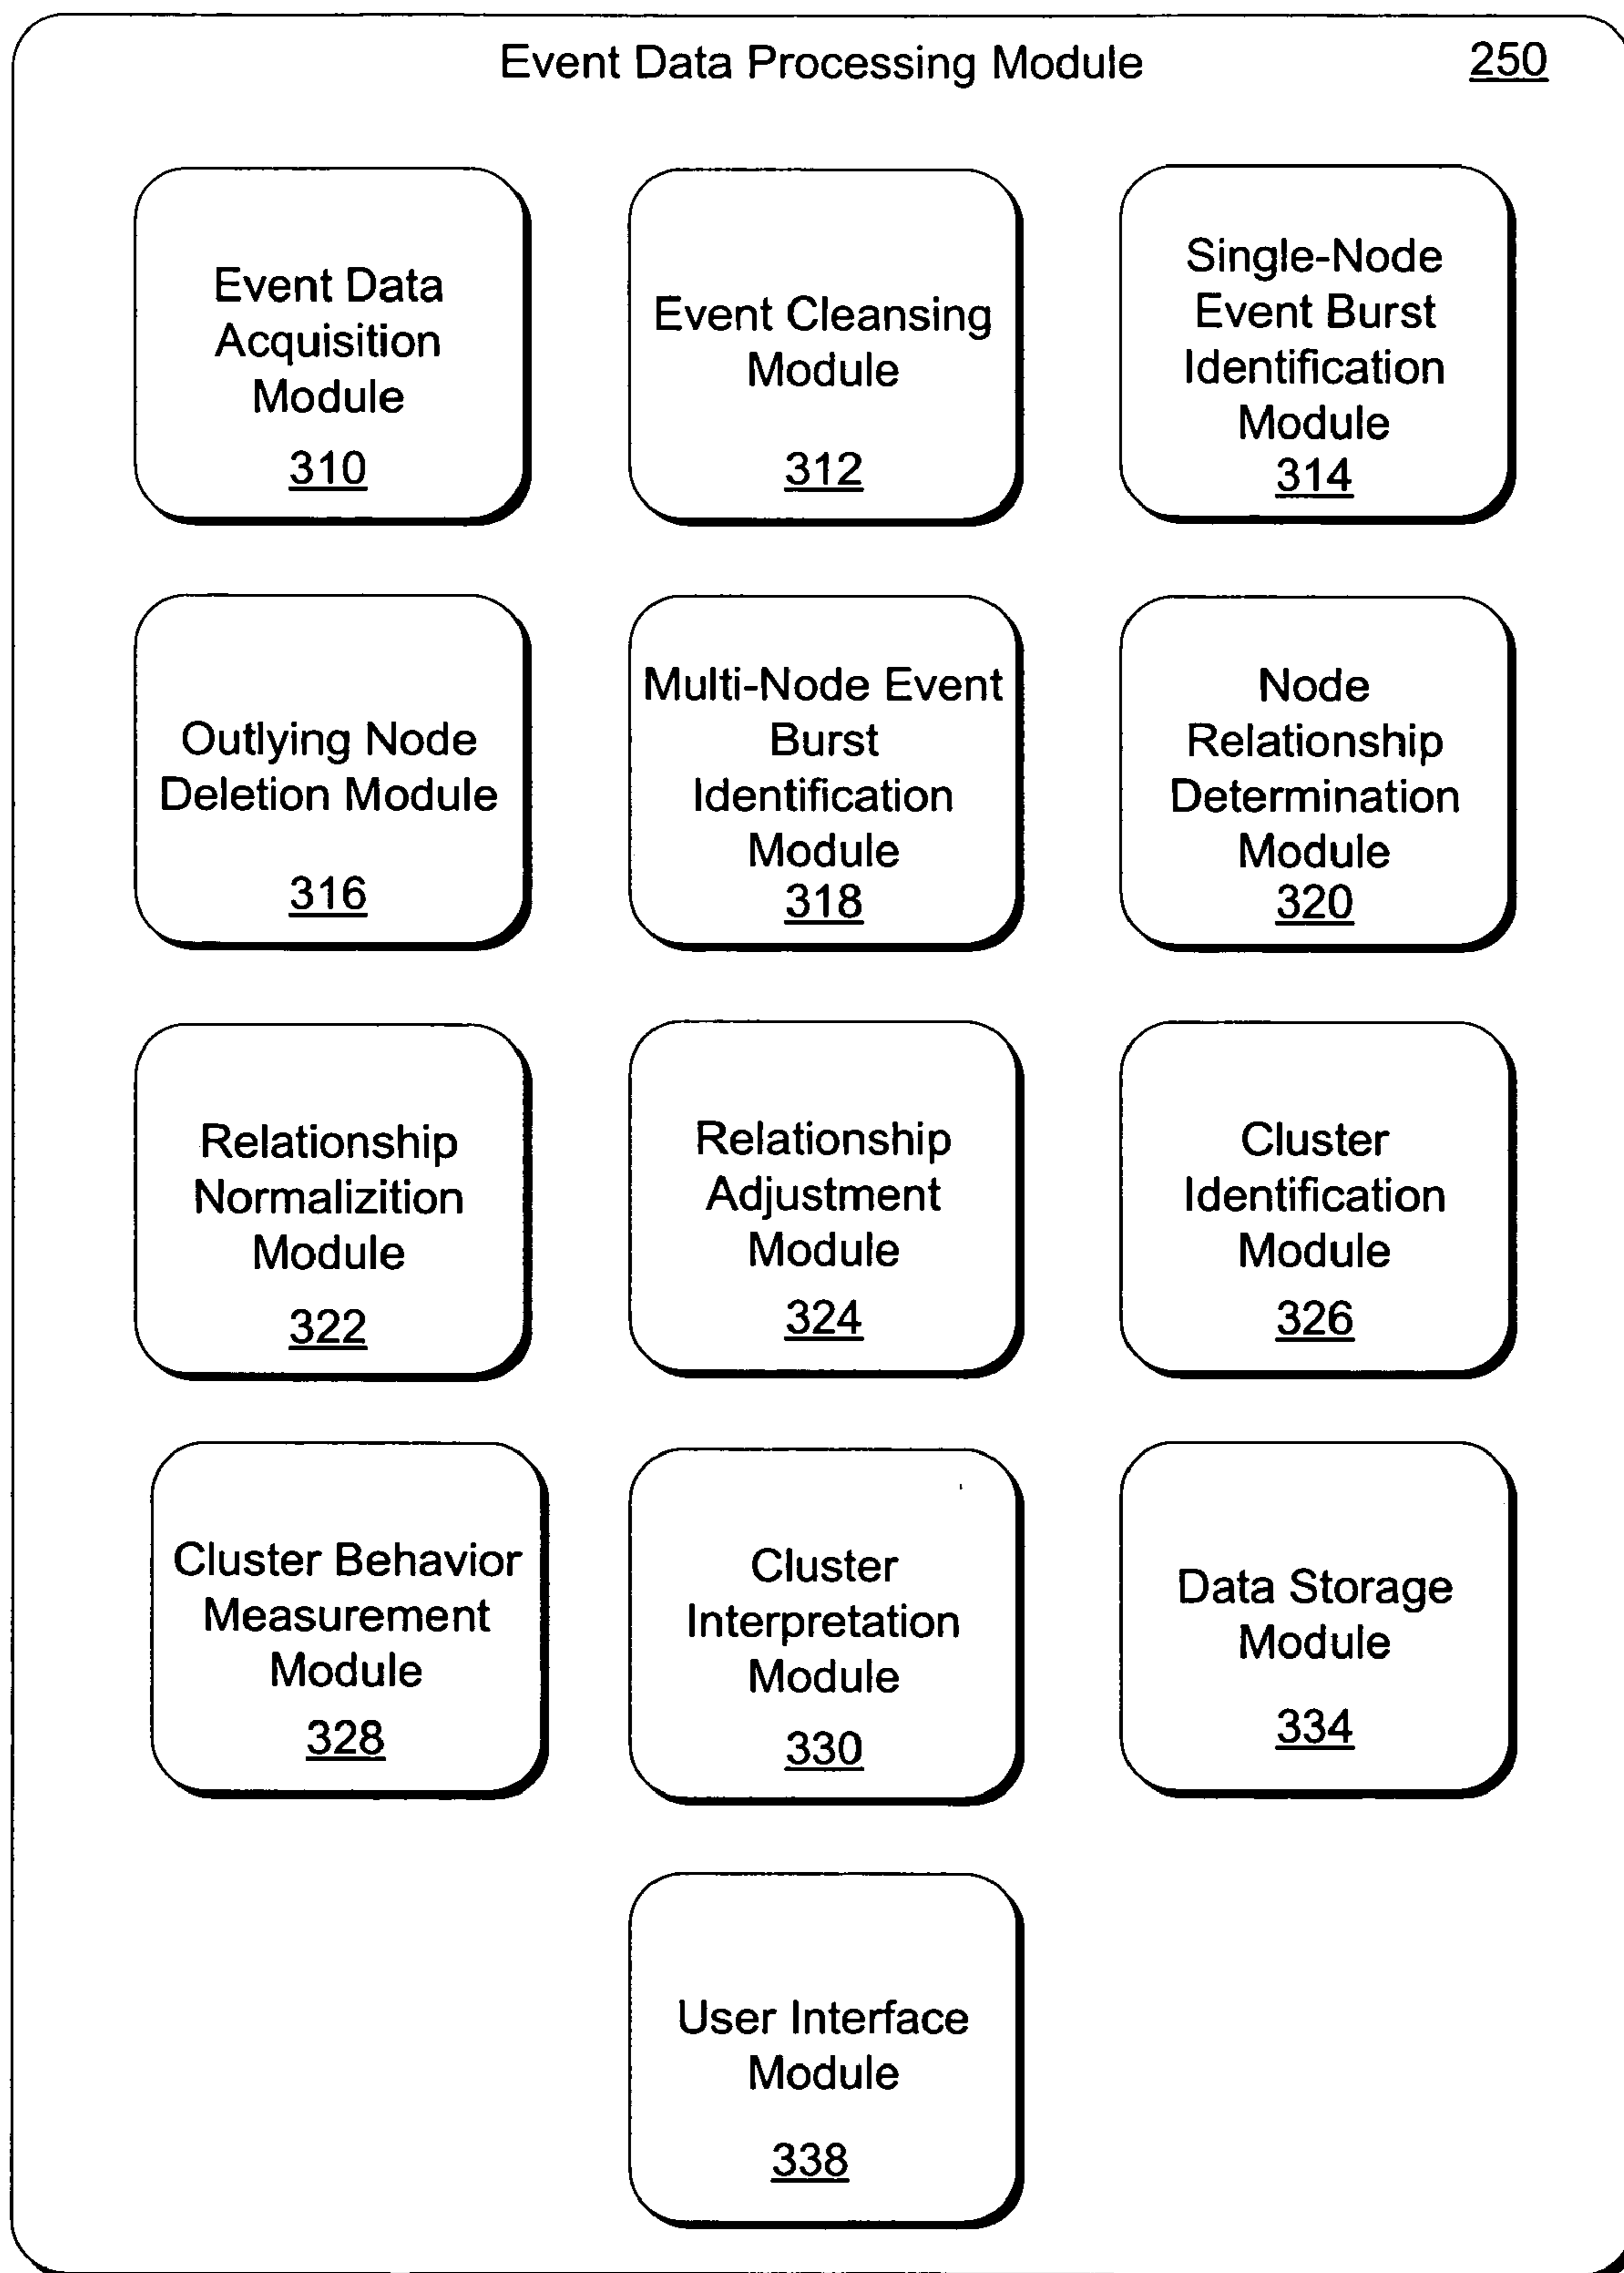 Event Data Processing Module 250
Event Data
Acquisition
Module
310
Event Cleansing
Module
312
Single-Node
Event Burst
Identification
Module
314
Outlying Node
Deletion Module
316
Multi-Node Event
Burst
Identification
Module
318
Node
Relationship
Determination
Module
320
Relationship
Normalizition
Module
322
Relationship
Adjustment
Module
324
Cluster
Identification
Module
326
Cluster Behavior
Measurement
Module
328
Cluster
Interpretation
Module
330
Data Storage
Module
334
User Interface
Module
338